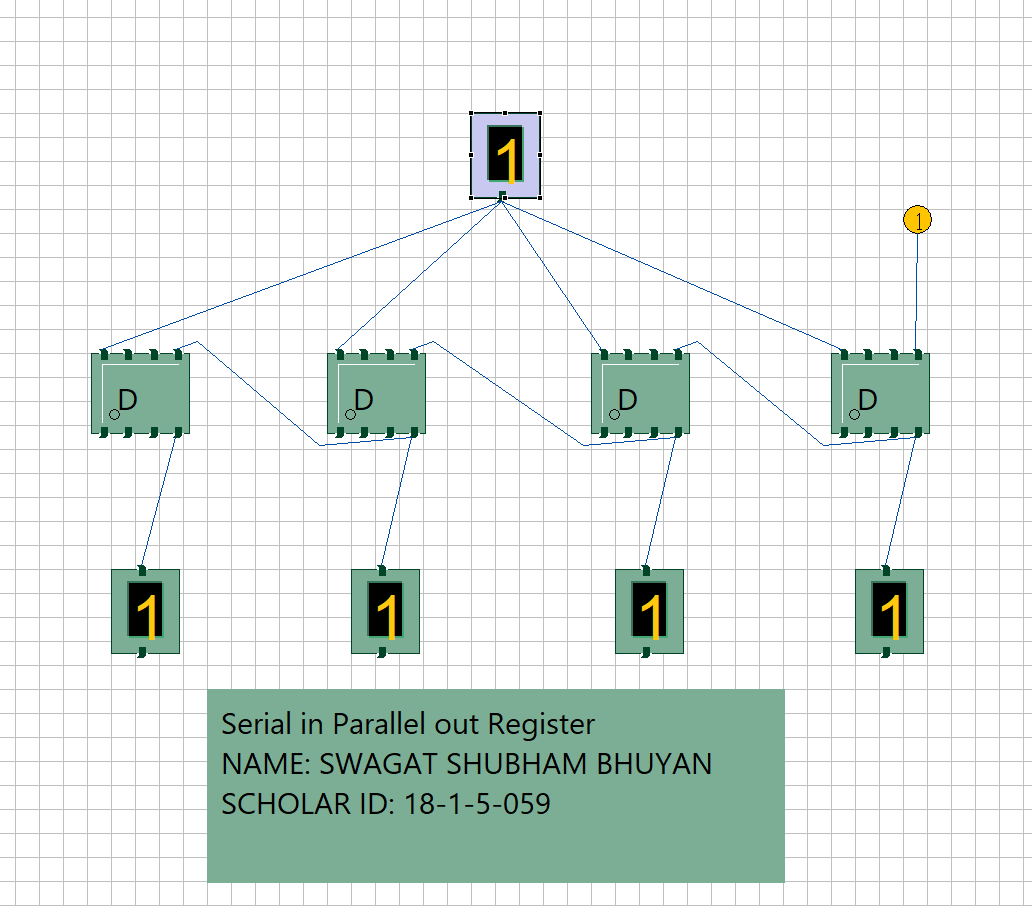 1
1
D D D D
1 1 1 1
Serial in Parallel out Register
NAME: SWAGAT SHUBHAM BHUYAN
SCHOLAR ID: 18-1-5-059